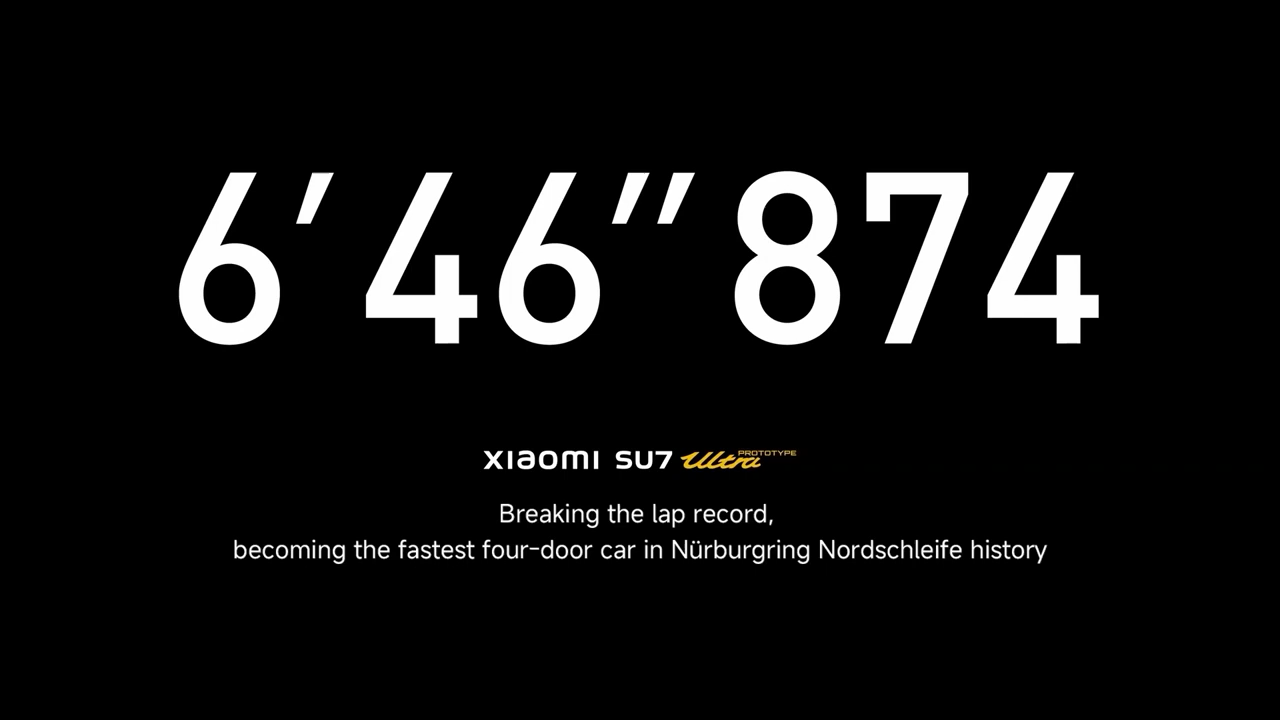 6′46″874
xıaomı SU7 Ultra PROTOTYPE
Breaking the lap record,
becoming the fastest four-door car in Nürburgring Nordschleife history